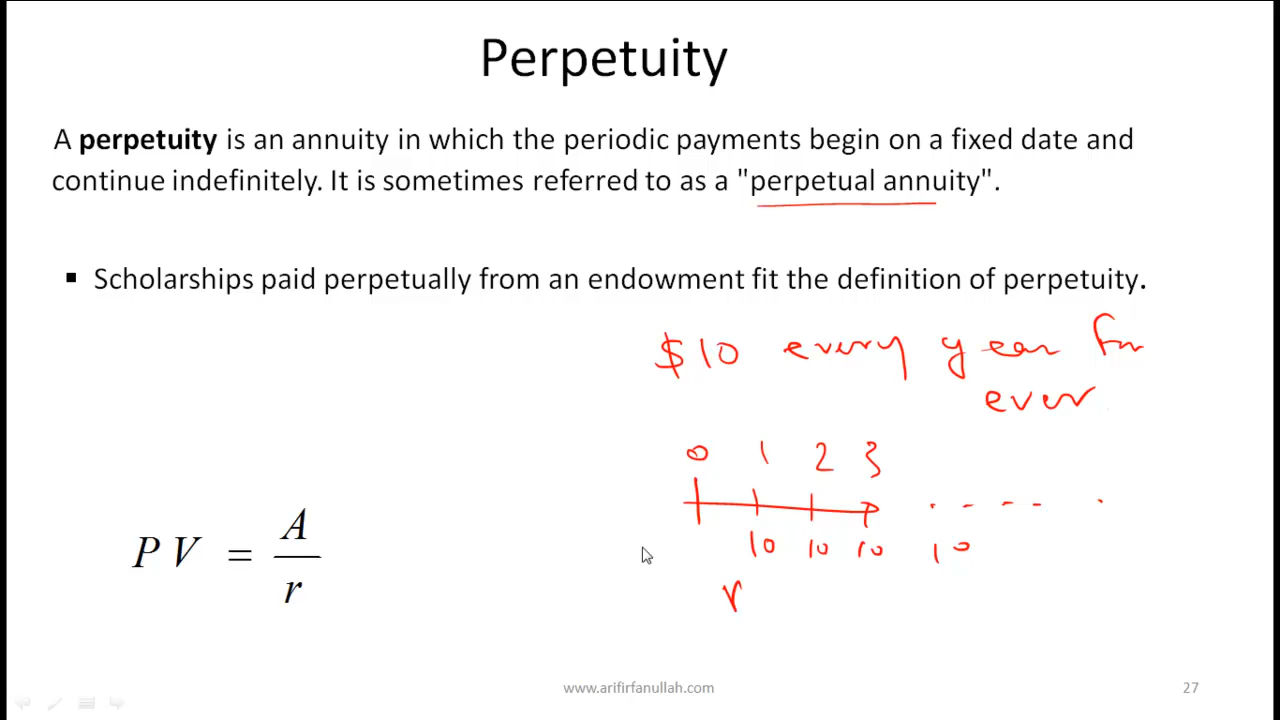 Perpetuity
A perpetuity is an annuity in which the periodic payments begin on a fixed date and
continue indefinitely. It is sometimes referred to as a "perpetual annuity".
▪ Scholarships paid perpetually from an endowment fit the definition of perpetuity.
$10 every year for
ever
0 1 2 3
10 10 10 10
PV = A / r
r
www.arifirfanullah.com 27